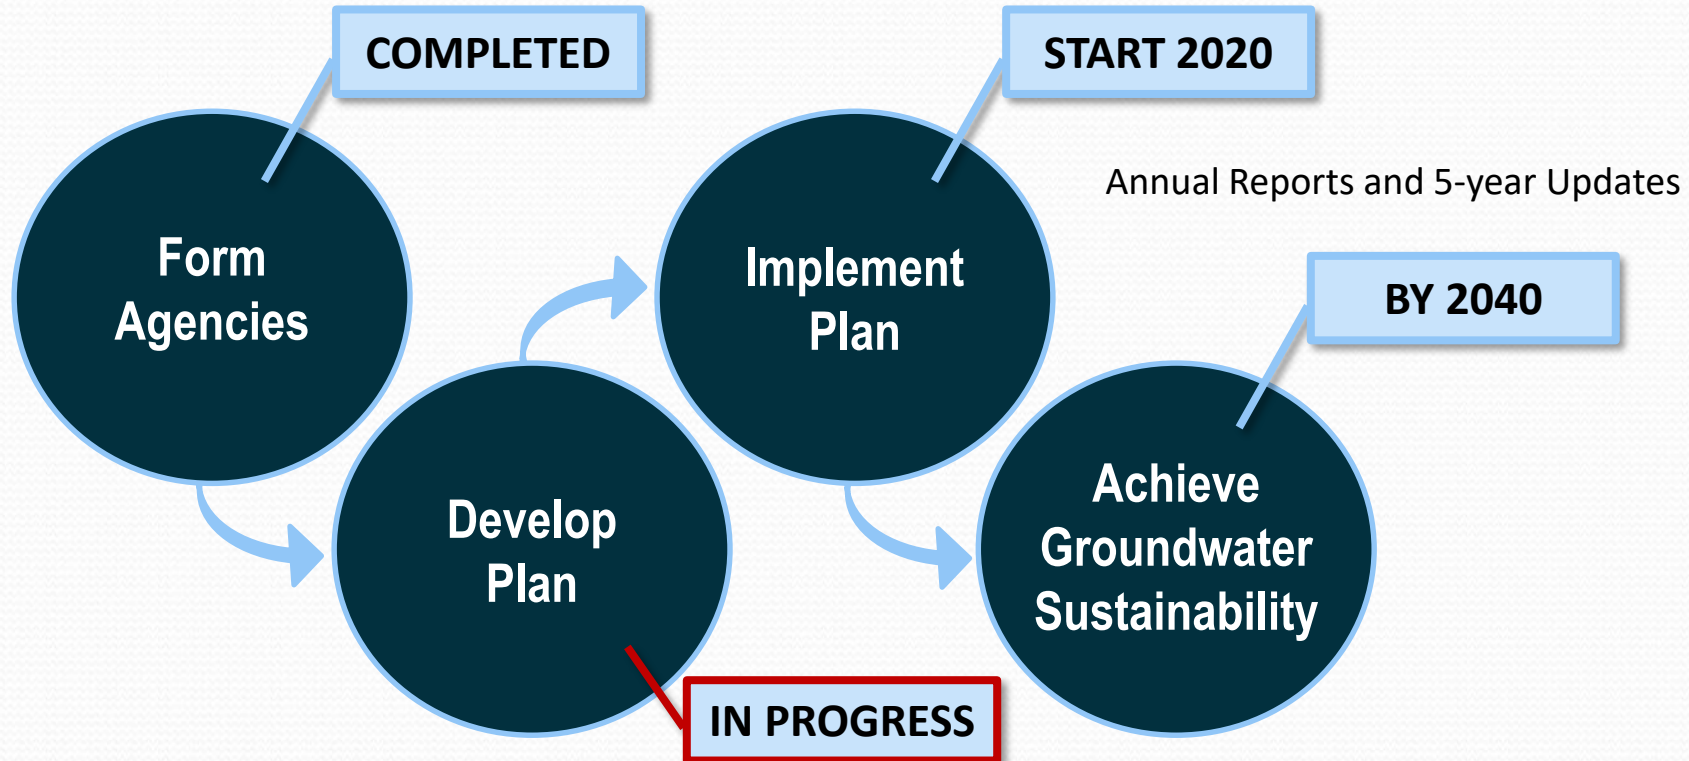 COMPLETED
Form
Agencies
Develop
Plan
IN PROGRESS
START 2020
Implement
Plan
Annual Reports and 5-year Updates
BY 2040
Achieve
Groundwater
Sustainability